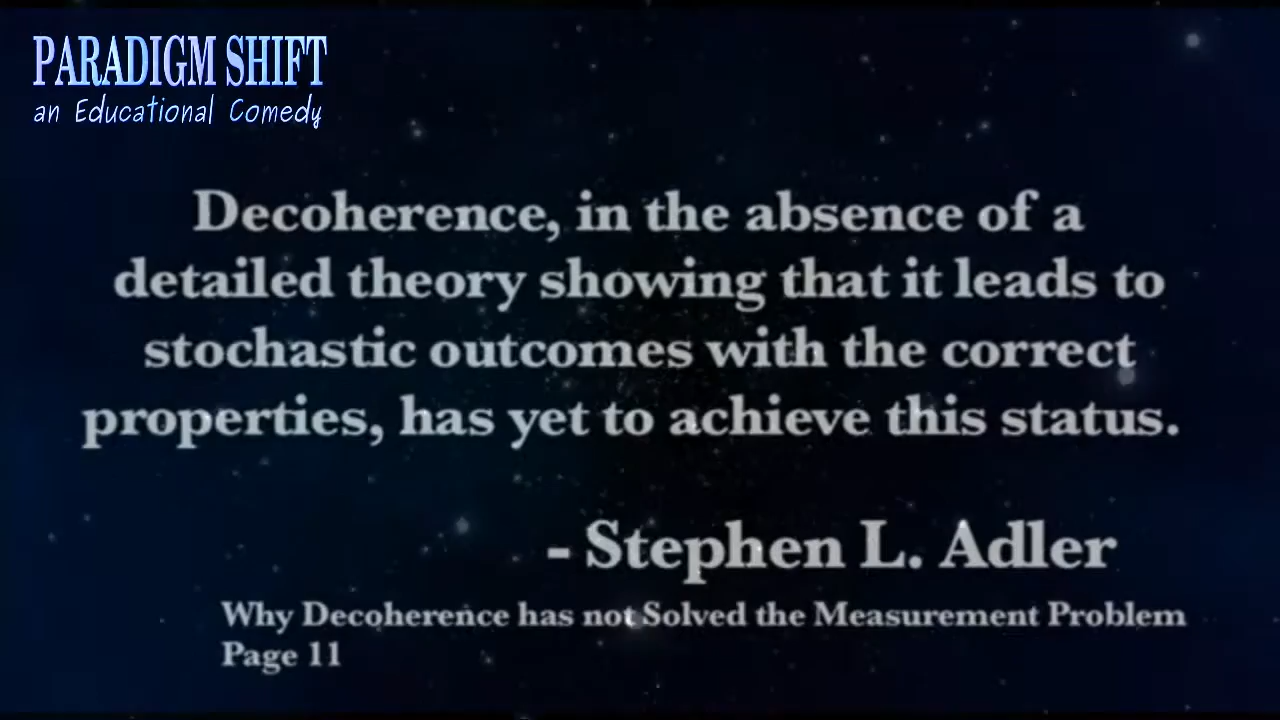 PARADIGM SHIFT
an Educational Comedy
Decoherence, in the absence of a
detailed theory showing that it leads to
stochastic outcomes with the correct
properties, has yet to achieve this status.
- Stephen L. Adler
Why Decoherence has not Solved the Measurement Problem
Page 11